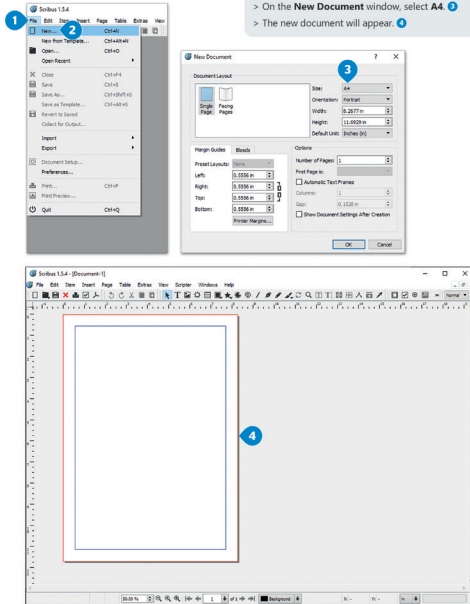 > On the New Document window, select A4. 3
> The new document will appear. 4
1
2
Scribus 1.5.4
File Edit Item Insert Page Table Extras View
New... Ctrl+N
New from Template... Ctrl+Alt+N
Open... Ctrl+O
Open Recent
Close Ctrl+F4
Save Ctrl+S
Save As... Ctrl+Shift+S
Save as Template... Ctrl+Alt+S
Revert to Saved
Collect for Output...
Import
Export
Document Setup...
Preferences...
Print... Ctrl+P
Print Preview...
Quit Ctrl+Q
New Document ? X
3
Document Layout
Single Page
Facing Pages
Size: A4
Orientation: Portrait
Width: 8.2677 in
Height: 11.6929 in
Default Unit: Inches (in)
Margin Guides Bleeds
Preset Layouts: None
Left: 0.5556 in
Right: 0.5556 in
Top: 0.5556 in
Bottom: 0.5556 in
Printer Margins...
Options
Number of Pages: 1
First Page is:
Automatic Text Frames
Columns: 1
Gap: 0.1528 in
Show Document Settings After Creation
OK Cancel
Scribus 1.5.4 - [Document-1]
File Edit Item Insert Page Table Extras View Scripter Windows Help
Normal
4
50.00 % 1 of 1 Background X: - Y: - in